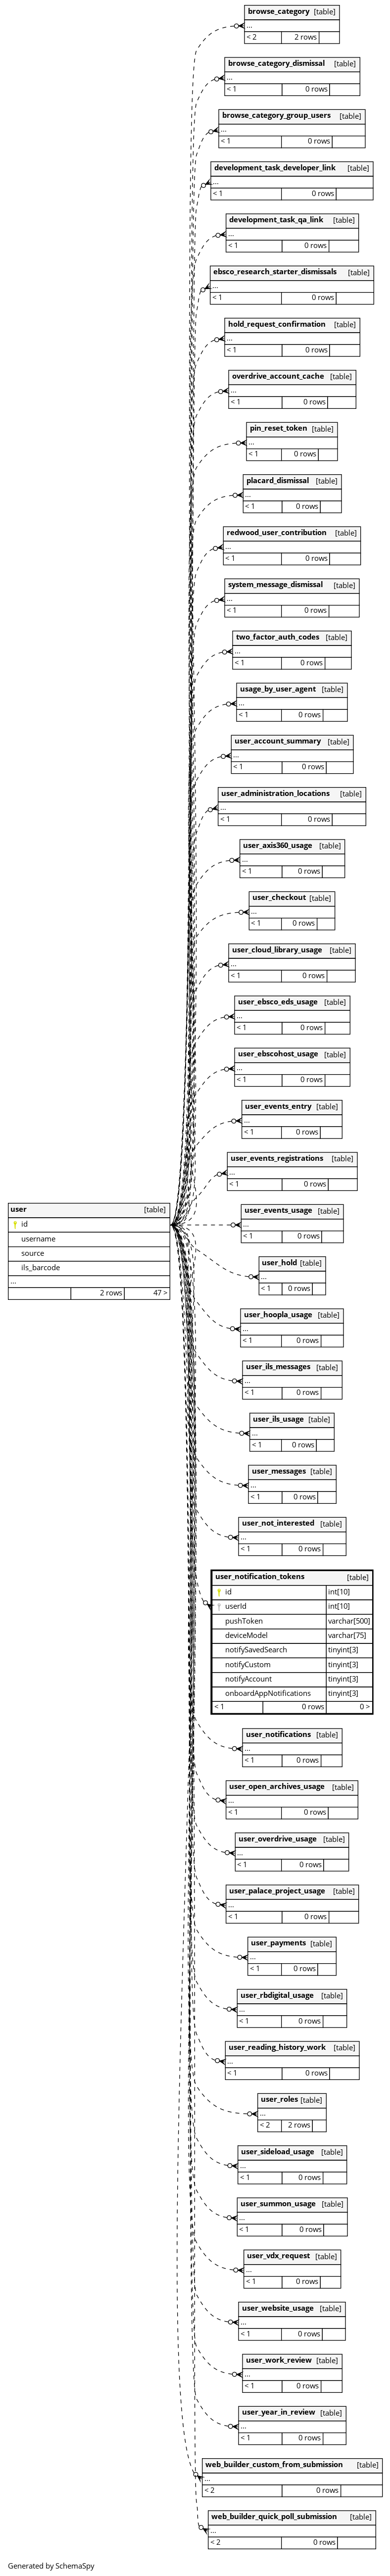 browse_category [table]
...
< 2 2 rows
browse_category_dismissal [table]
...
< 1 0 rows
browse_category_group_users [table]
...
< 1 0 rows
development_task_developer_link [table]
...
< 1 0 rows
development_task_qa_link [table]
...
< 1 0 rows
ebsco_research_starter_dismissals [table]
...
< 1 0 rows
hold_request_confirmation [table]
...
< 1 0 rows
overdrive_account_cache [table]
...
< 1 0 rows
pin_reset_token [table]
...
< 1 0 rows
placard_dismissal [table]
...
< 1 0 rows
redwood_user_contribution [table]
...
< 1 0 rows
system_message_dismissal [table]
...
< 1 0 rows
two_factor_auth_codes [table]
...
< 1 0 rows
usage_by_user_agent [table]
...
< 1 0 rows
user_account_summary [table]
...
< 1 0 rows
user_administration_locations [table]
...
< 1 0 rows
user_axis360_usage [table]
...
< 1 0 rows
user_checkout [table]
...
< 1 0 rows
user_cloud_library_usage [table]
...
< 1 0 rows
user_ebsco_eds_usage [table]
...
< 1 0 rows
user_ebscohost_usage [table]
...
< 1 0 rows
user_events_entry [table]
...
< 1 0 rows
user_events_registrations [table]
...
< 1 0 rows
user [table]
id
username
source
ils_barcode
...
2 rows 47 >
user_events_usage [table]
...
< 1 0 rows
user_hold [table]
...
< 1 0 rows
user_hoopla_usage [table]
...
< 1 0 rows
user_ils_messages [table]
...
< 1 0 rows
user_ils_usage [table]
...
< 1 0 rows
user_messages [table]
...
< 1 0 rows
user_not_interested [table]
...
< 1 0 rows
user_notification_tokens [table]
id int[10]
userId int[10]
pushToken varchar[500]
deviceModel varchar[75]
notifySavedSearch tinyint[3]
notifyCustom tinyint[3]
notifyAccount tinyint[3]
onboardAppNotifications tinyint[3]
< 1 0 rows 0 >
user_notifications [table]
...
< 1 0 rows
user_open_archives_usage [table]
...
< 1 0 rows
user_overdrive_usage [table]
...
< 1 0 rows
user_palace_project_usage [table]
...
< 1 0 rows
user_payments [table]
...
< 1 0 rows
user_rbdigital_usage [table]
...
< 1 0 rows
user_reading_history_work [table]
...
< 1 0 rows
user_roles [table]
...
< 2 2 rows
user_sideload_usage [table]
...
< 1 0 rows
user_summon_usage [table]
...
< 1 0 rows
user_vdx_request [table]
...
< 1 0 rows
user_website_usage [table]
...
< 1 0 rows
user_work_review [table]
...
< 1 0 rows
user_year_in_review [table]
...
< 1 0 rows
web_builder_custom_from_submission [table]
...
< 2 0 rows
web_builder_quick_poll_submission [table]
...
< 2 0 rows
Generated by SchemaSpy